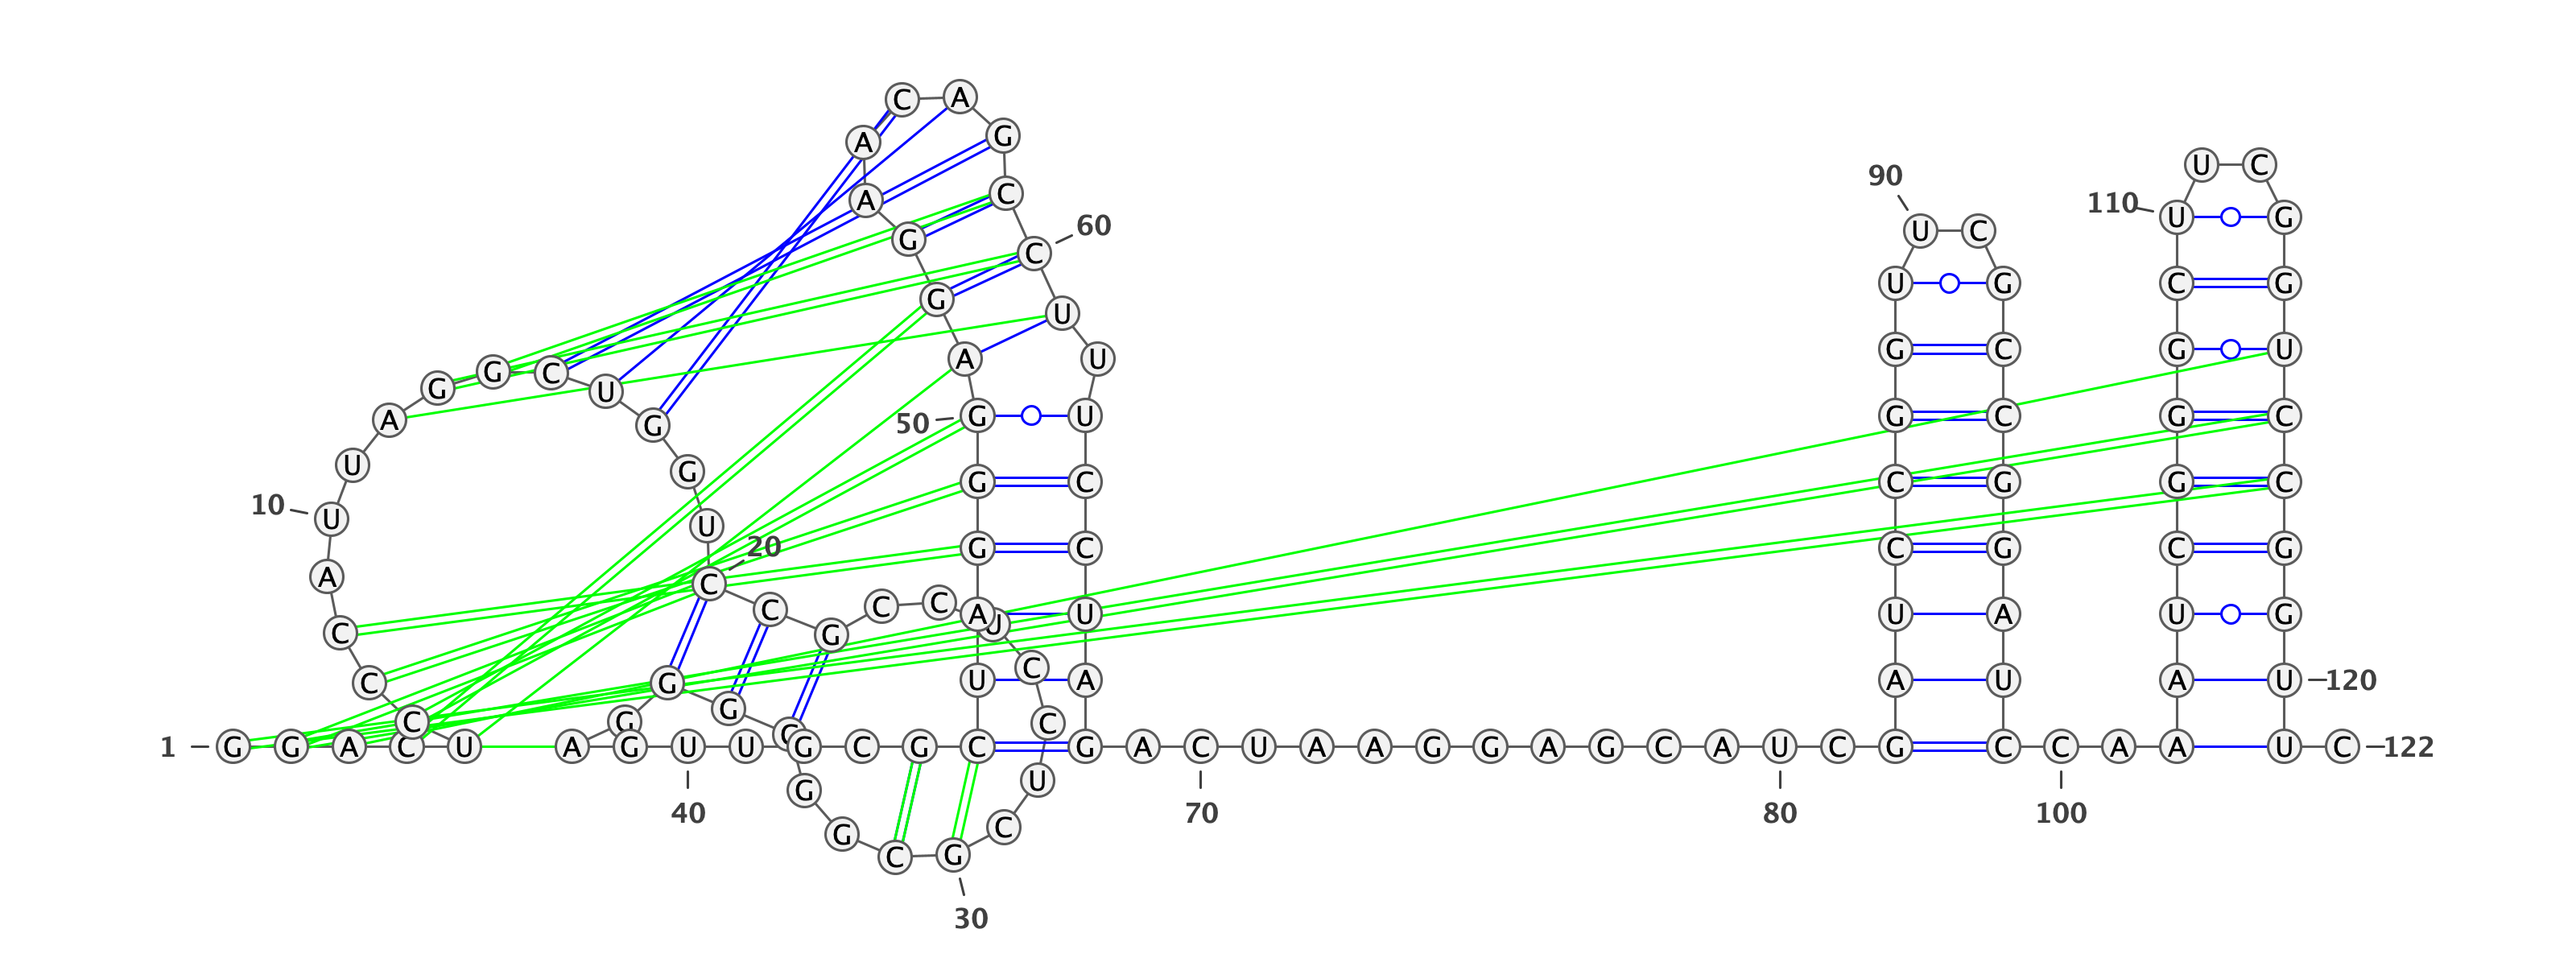 C A
A G
U C
90
A C 110 U G
60
G C U C
U G C G
G U
A U G C G U
G C
G U
A 50 G U G C G C
U G
G C C G G C
10 U U
20
G C C G G C
A C
C C C
A U U A U G
C G U
C
C G U A A U A U 120
G
G C C
G
1 G G A C U A G U U G C G C G A C U A A G G A G C A U C G C C A A U C 122
G U
40 70 80 100
G C
C G
30